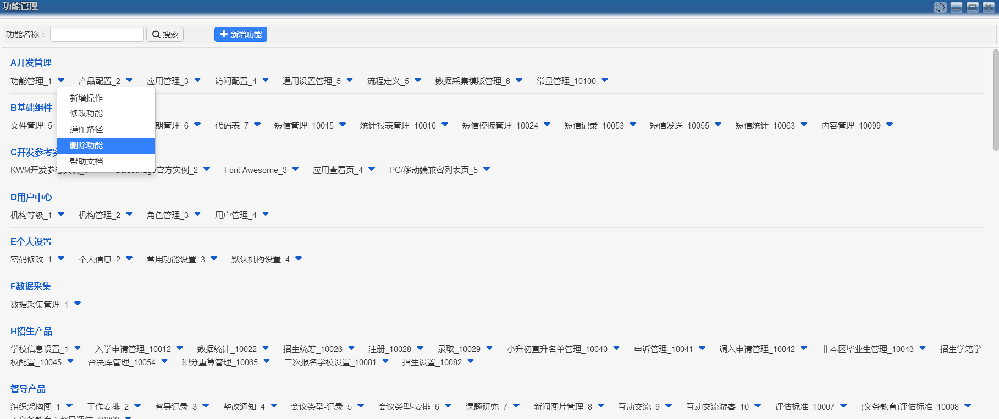 功能管理
功能名称： 搜索 新增功能
A开发管理
功能管理_1 产品配置_2 应用管理_3 访问配置_4 通用设置管理_5 流程定义_5 数据采集模版管理_6 常量管理_10100
新增操作
修改功能
操作路径
删除功能
帮助文档
B基础组件
文件管理_5 期管理_6 代码表_7 短信管理_10015 统计报表管理_10016 短信模板管理_10024 短信记录_10053 短信发送_10055 短信统计_10063 内容管理_10099
C开发参考
KWM开发参 官方实例_2 Font Awesome_3 应用查看页_4 PC/移动端兼容列表页_5
D用户中心
机构等级_1 机构管理_2 角色管理_3 用户管理_4
E个人设置
密码修改_1 个人信息_2 常用功能设置_3 默认机构设置_4
F数据采集
数据采集管理_1
H招生产品
学校信息设置_1 入学申请管理_10012 数据统计_10022 招生统筹_10026 注册_10028 录取_10029 小升初直升名单管理_10040 申诉管理_10041 调入申请管理_10042 非本区毕业生管理_10043 招生学籍学
校配置_10045 否决库管理_10054 积分重算管理_10065 二次报名学校设置_10081 招生设置_10082
督导产品
组织架构图_1 工作安排_2 督导记录_3 整改通知_4 会议类型-记录_5 会议类型-安排_6 课题研究_7 新闻图片管理_8 互动交流_9 互动交流游客_10 评估标准_10007 (义务教育)评估标准_10008